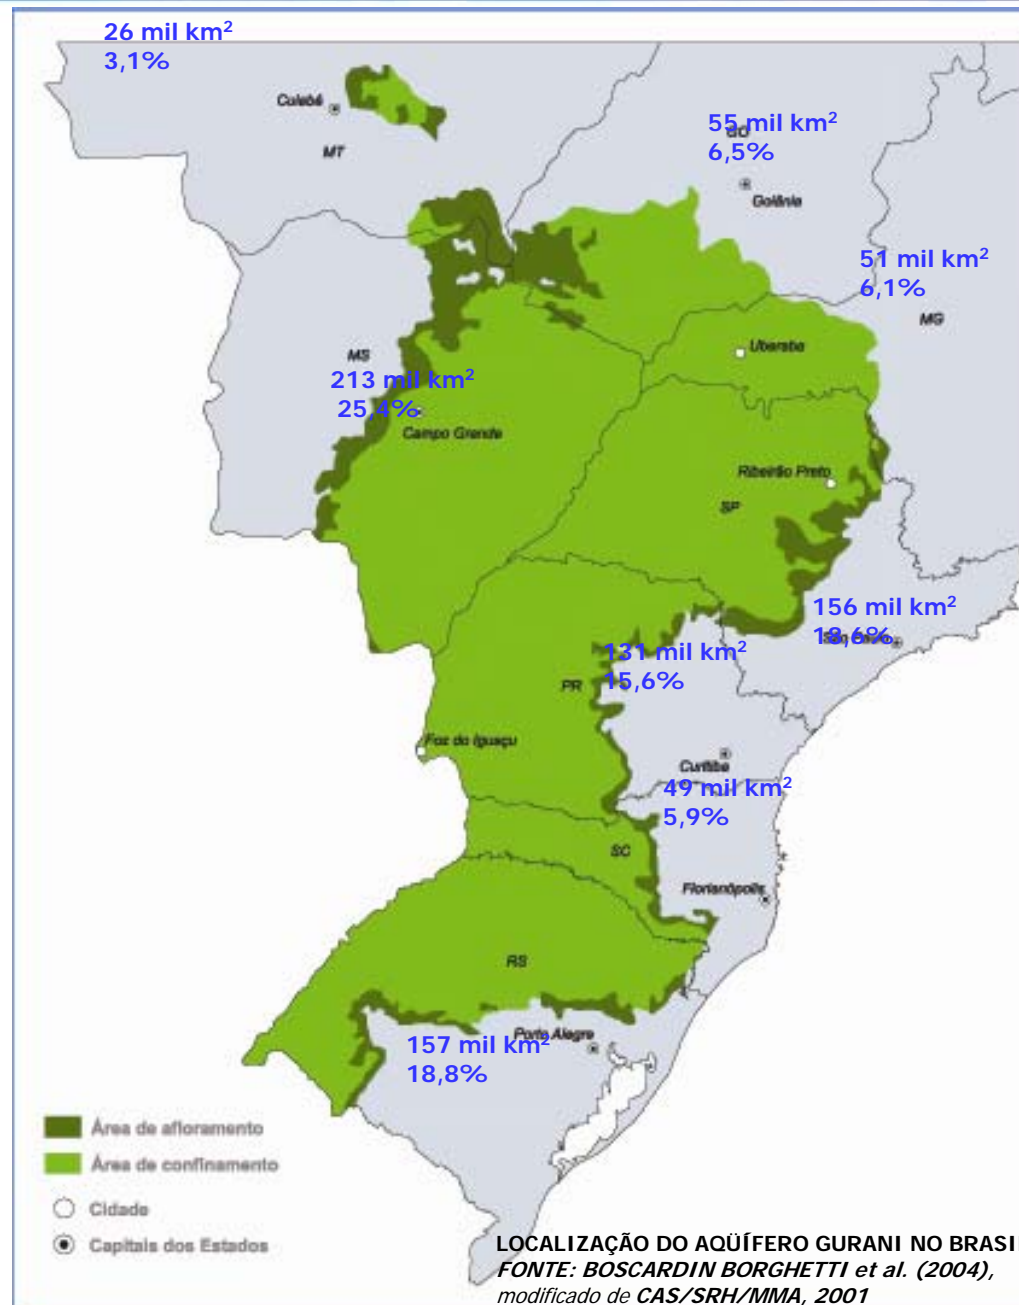 26 mil km²
3,1%
Cuiabá
MT
55 mil km²
GO
6,5%
Goiânia
51 mil km²
6,1%
MG
Uberaba
MS
213 mil km²
25,4%
Campo Grande
Ribeirão Preto
SP
156 mil km²
18,6%
131 mil km²
15,6%
PR
Foz do Iguaçu
Curitiba
49 mil km²
5,9%
SC
Florianópolis
RS
Porto Alegre
157 mil km²
18,8%
Área de afloramento
Área de confinamento
Cidade
Capitais dos Estados
LOCALIZAÇÃO DO AQÜÍFERO GURANI NO BRASI
FONTE: BOSCARDIN BORGHETTI et al. (2004),
modificado de CAS/SRH/MMA, 2001